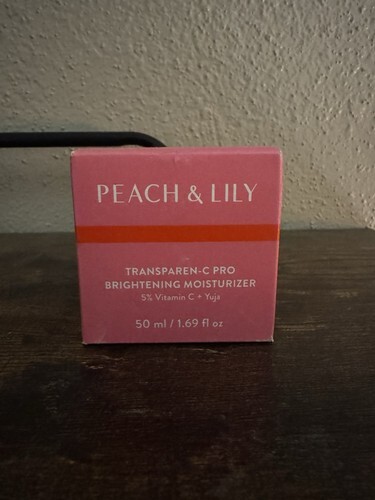 PEACH & LILY
TRANSPAREN-C PRO
BRIGHTENING MOISTURIZER
5% Vitamin C + Yuja
50 ml / 1.69 fl oz